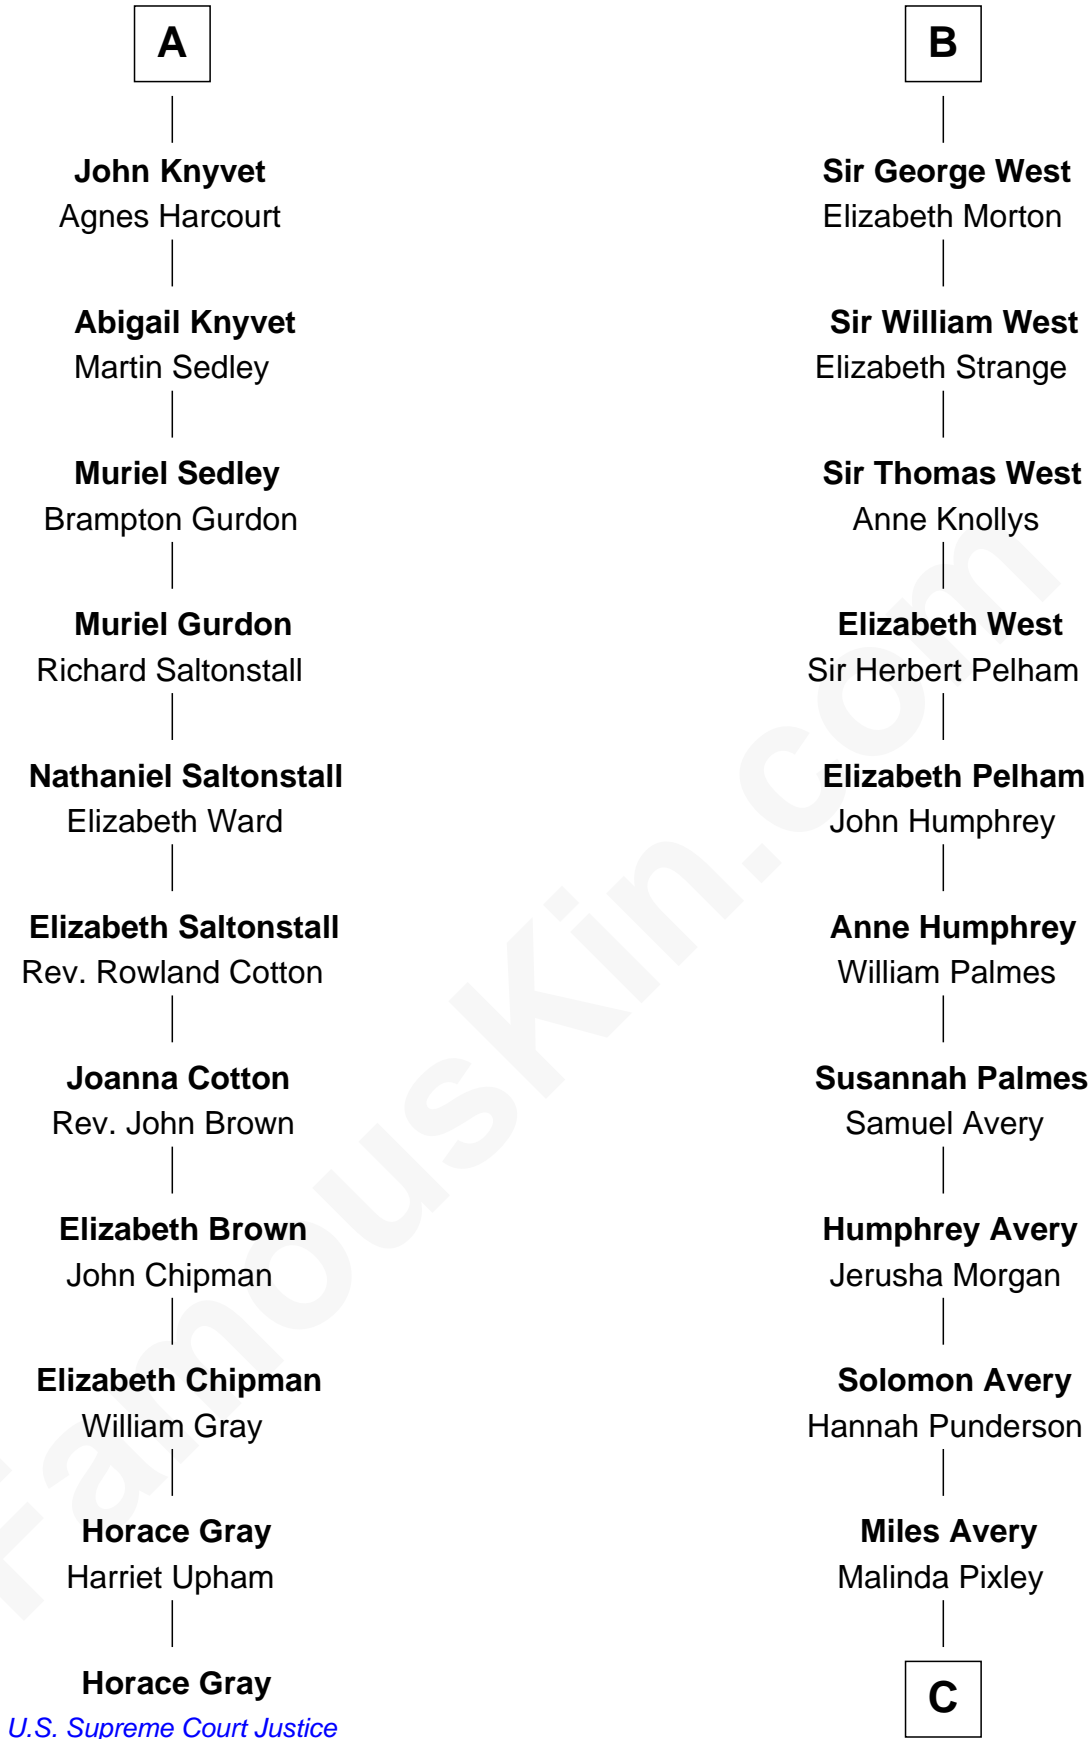 A
John Knyvet
Agnes Harcourt
Abigail Knyvet
Martin Sedley
Muriel Sedley
Brampton Gurdon
Muriel Gurdon
Richard Saltonstall
Nathaniel Saltonstall
Elizabeth Ward
Elizabeth Saltonstall
Rev. Rowland Cotton
Joanna Cotton
Rev. John Brown
Elizabeth Brown
John Chipman
Elizabeth Chipman
William Gray
Horace Gray
Harriet Upham
Horace Gray
U.S. Supreme Court Justice
B
Sir George West
Elizabeth Morton
Sir William West
Elizabeth Strange
Sir Thomas West
Anne Knollys
Elizabeth West
Sir Herbert Pelham
Elizabeth Pelham
John Humphrey
Anne Humphrey
William Palmes
Susannah Palmes
Samuel Avery
Humphrey Avery
Jerusha Morgan
Solomon Avery
Hannah Punderson
Miles Avery
Malinda Pixley
C
FamousKin.com